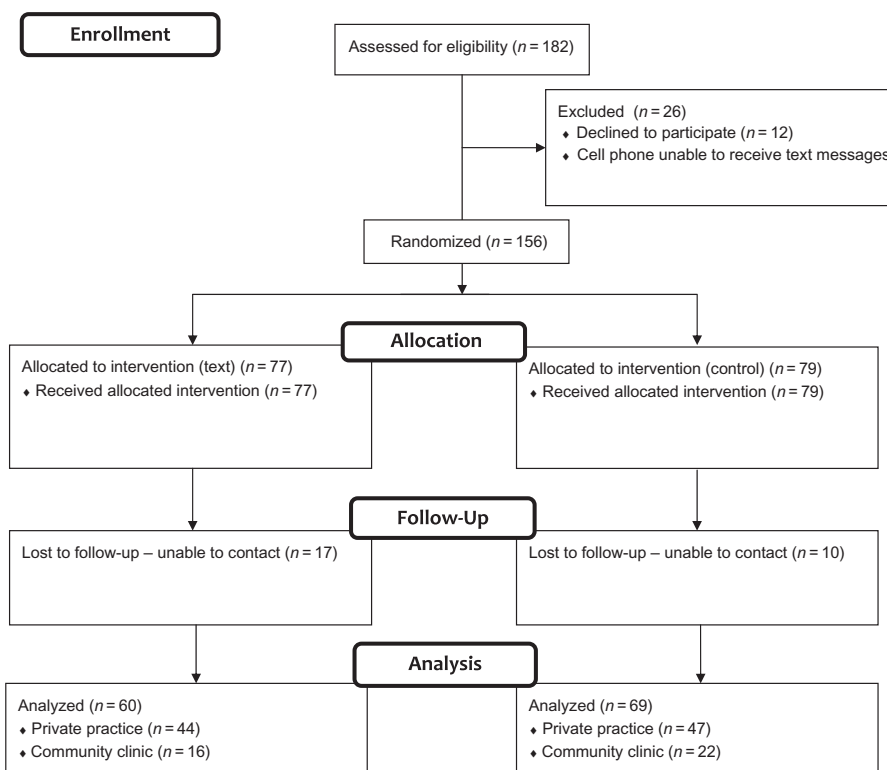 Enrollment
Assessed for eligibility (n = 182)
Excluded (n = 26)
♦ Declined to participate (n = 12)
♦ Cell phone unable to receive text messages
Randomized (n = 156)
Allocation
Allocated to intervention (text) (n = 77)
♦ Received allocated intervention (n = 77)
Allocated to intervention (control) (n = 79)
♦ Received allocated intervention (n = 79)
Follow-Up
Lost to follow-up – unable to contact (n = 17)
Lost to follow-up – unable to contact (n = 10)
Analysis
Analyzed (n = 60)
♦ Private practice (n = 44)
♦ Community clinic (n = 16)
Analyzed (n = 69)
♦ Private practice (n = 47)
♦ Community clinic (n = 22)